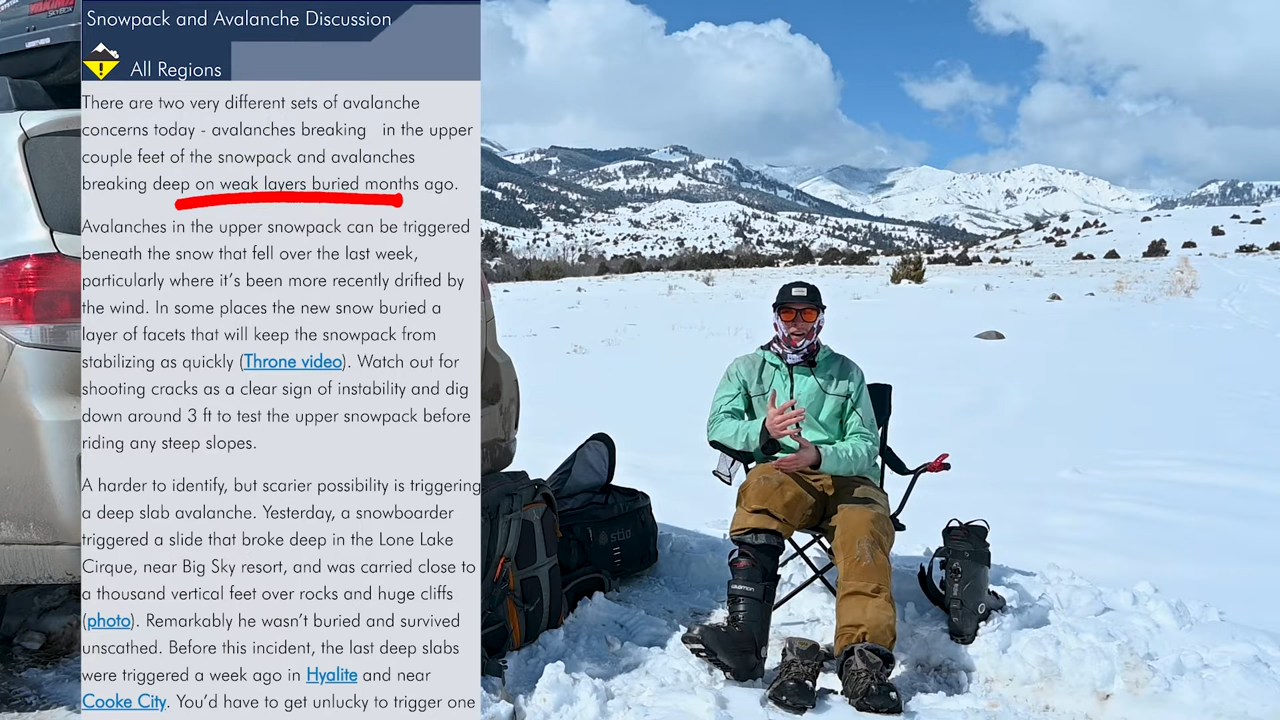 YAKIMA
SKYBOX
Snowpack and Avalanche Discussion
All Regions
There are two very different sets of avalanche
concerns today - avalanches breaking in the upper
couple feet of the snowpack and avalanches
breaking deep on weak layers buried months ago.
Avalanches in the upper snowpack can be triggered
beneath the snow that fell over the last week,
particularly where it's been more recently drifted by
the wind. In some places the new snow buried a
layer of facets that will keep the snowpack from
stabilizing as quickly (Throne video). Watch out for
shooting cracks as a clear sign of instability and dig
down around 3 ft to test the upper snowpack before
riding any steep slopes.
A harder to identify, but scarier possibility is triggering
a deep slab avalanche. Yesterday, a snowboarder
triggered a slide that broke deep in the Lone Lake
Cirque, near Big Sky resort, and was carried close to
a thousand vertical feet over rocks and huge cliffs
(photo). Remarkably he wasn't buried and survived
unscathed. Before this incident, the last deep slabs
were triggered a week ago in Hyalite and near
Cooke City. You'd have to get unlucky to trigger one
stio
salomon